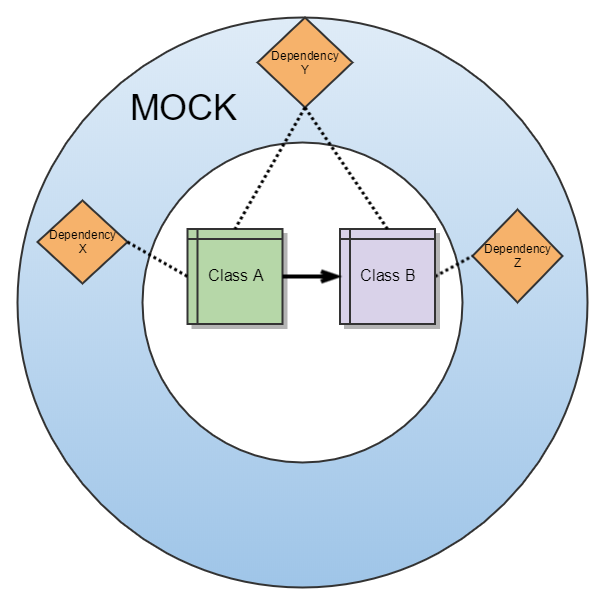 Dependency
Y
MOCK
Dependency
X
Dependency
Z
Class A
Class B